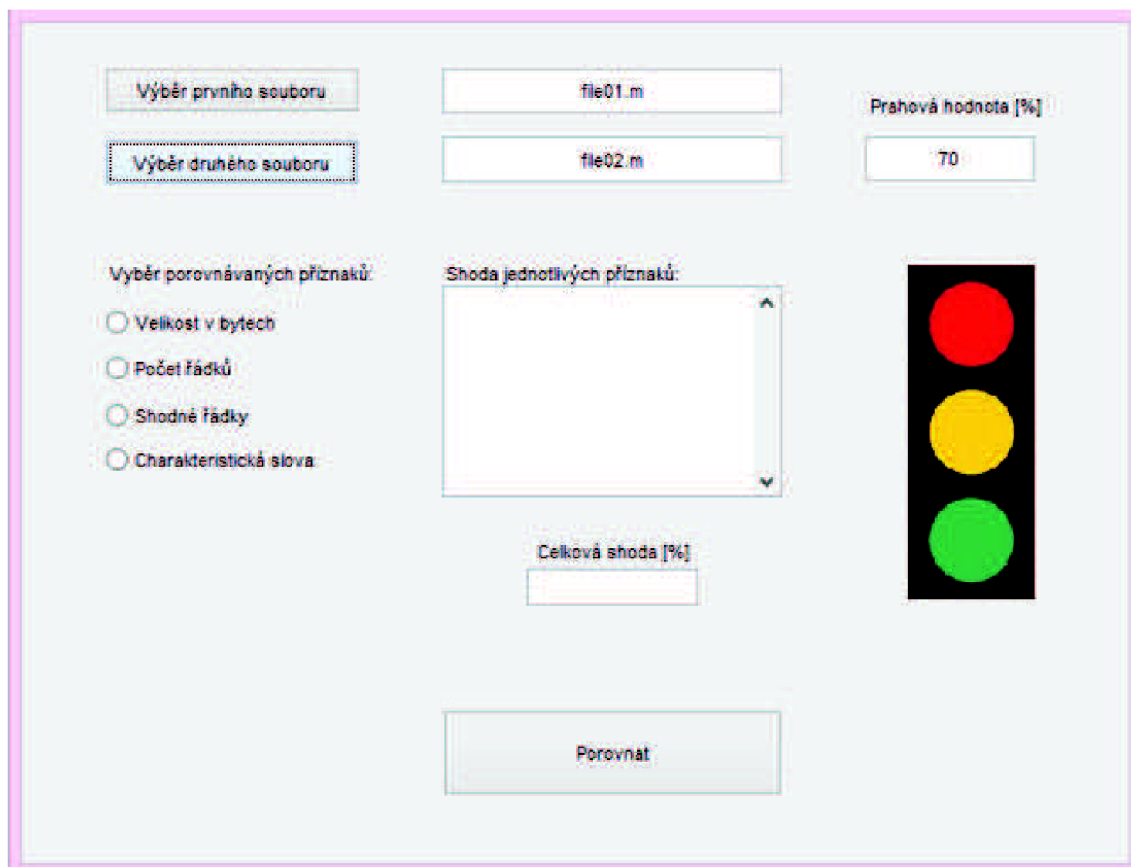 Výběr prvního souboru
file01.m
Prahová hodnota [%]
Výběr druhého souboru
file02.m
70
Vyběr porovnávaných příznaků:
Shoda jednotlivých příznaků:
Velikost v bytech
Počet řádků
Shodné řádky
Charakteristická slova
Celková shoda [%]
Porovnat